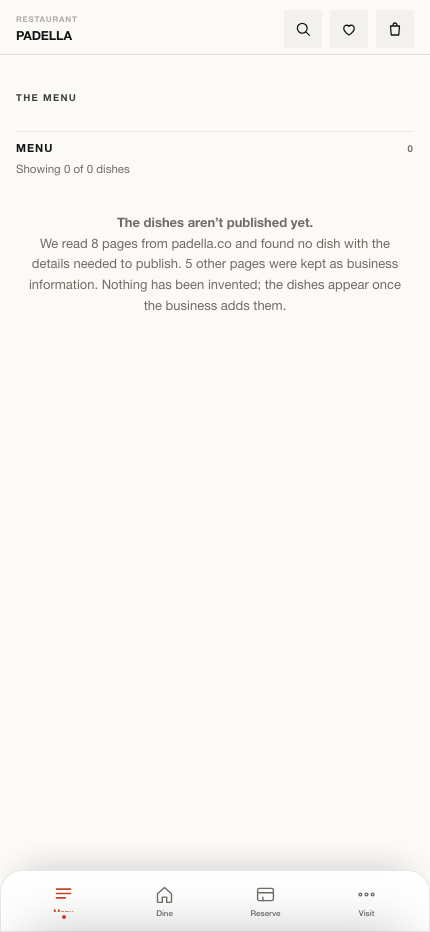 RESTAURANT
PADELLA
THE MENU
MENU
0
Showing 0 of 0 dishes
The dishes aren’t published yet.
We read 8 pages from padella.co and found no dish with the
details needed to publish. 5 other pages were kept as business
information. Nothing has been invented; the dishes appear once
the business adds them.
Dine
Reserve
Visit